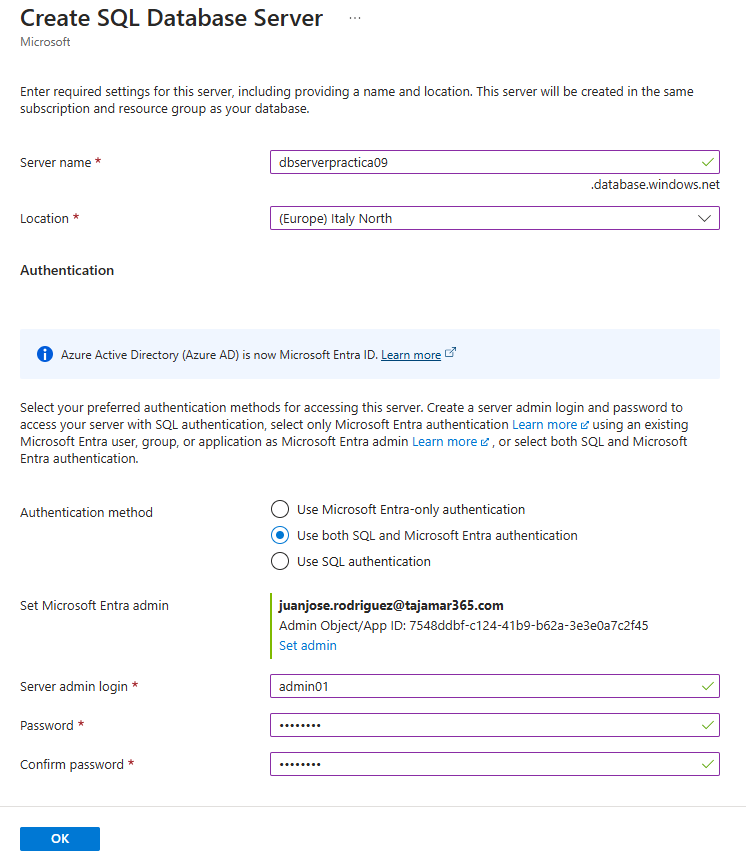 Create SQL Database Server ...
Microsoft
Enter required settings for this server, including providing a name and location. This server will be created in the same
subscription and resource group as your database.
Server name *
dbserverpractica09
.database.windows.net
Location *
(Europe) Italy North
Authentication
Azure Active Directory (Azure AD) is now Microsoft Entra ID. Learn more
Select your preferred authentication methods for accessing this server. Create a server admin login and password to
access your server with SQL authentication, select only Microsoft Entra authentication Learn more using an existing
Microsoft Entra user, group, or application as Microsoft Entra admin Learn more , or select both SQL and Microsoft
Entra authentication.
Authentication method
Use Microsoft Entra-only authentication
Use both SQL and Microsoft Entra authentication
Use SQL authentication
Set Microsoft Entra admin
juanjose.rodriguez@tajamar365.com
Admin Object/App ID: 7548ddbf-c124-41b9-b62a-3e3e0a7c2f45
Set admin
Server admin login *
admin01
Password *
••••••••
Confirm password *
••••••••
OK